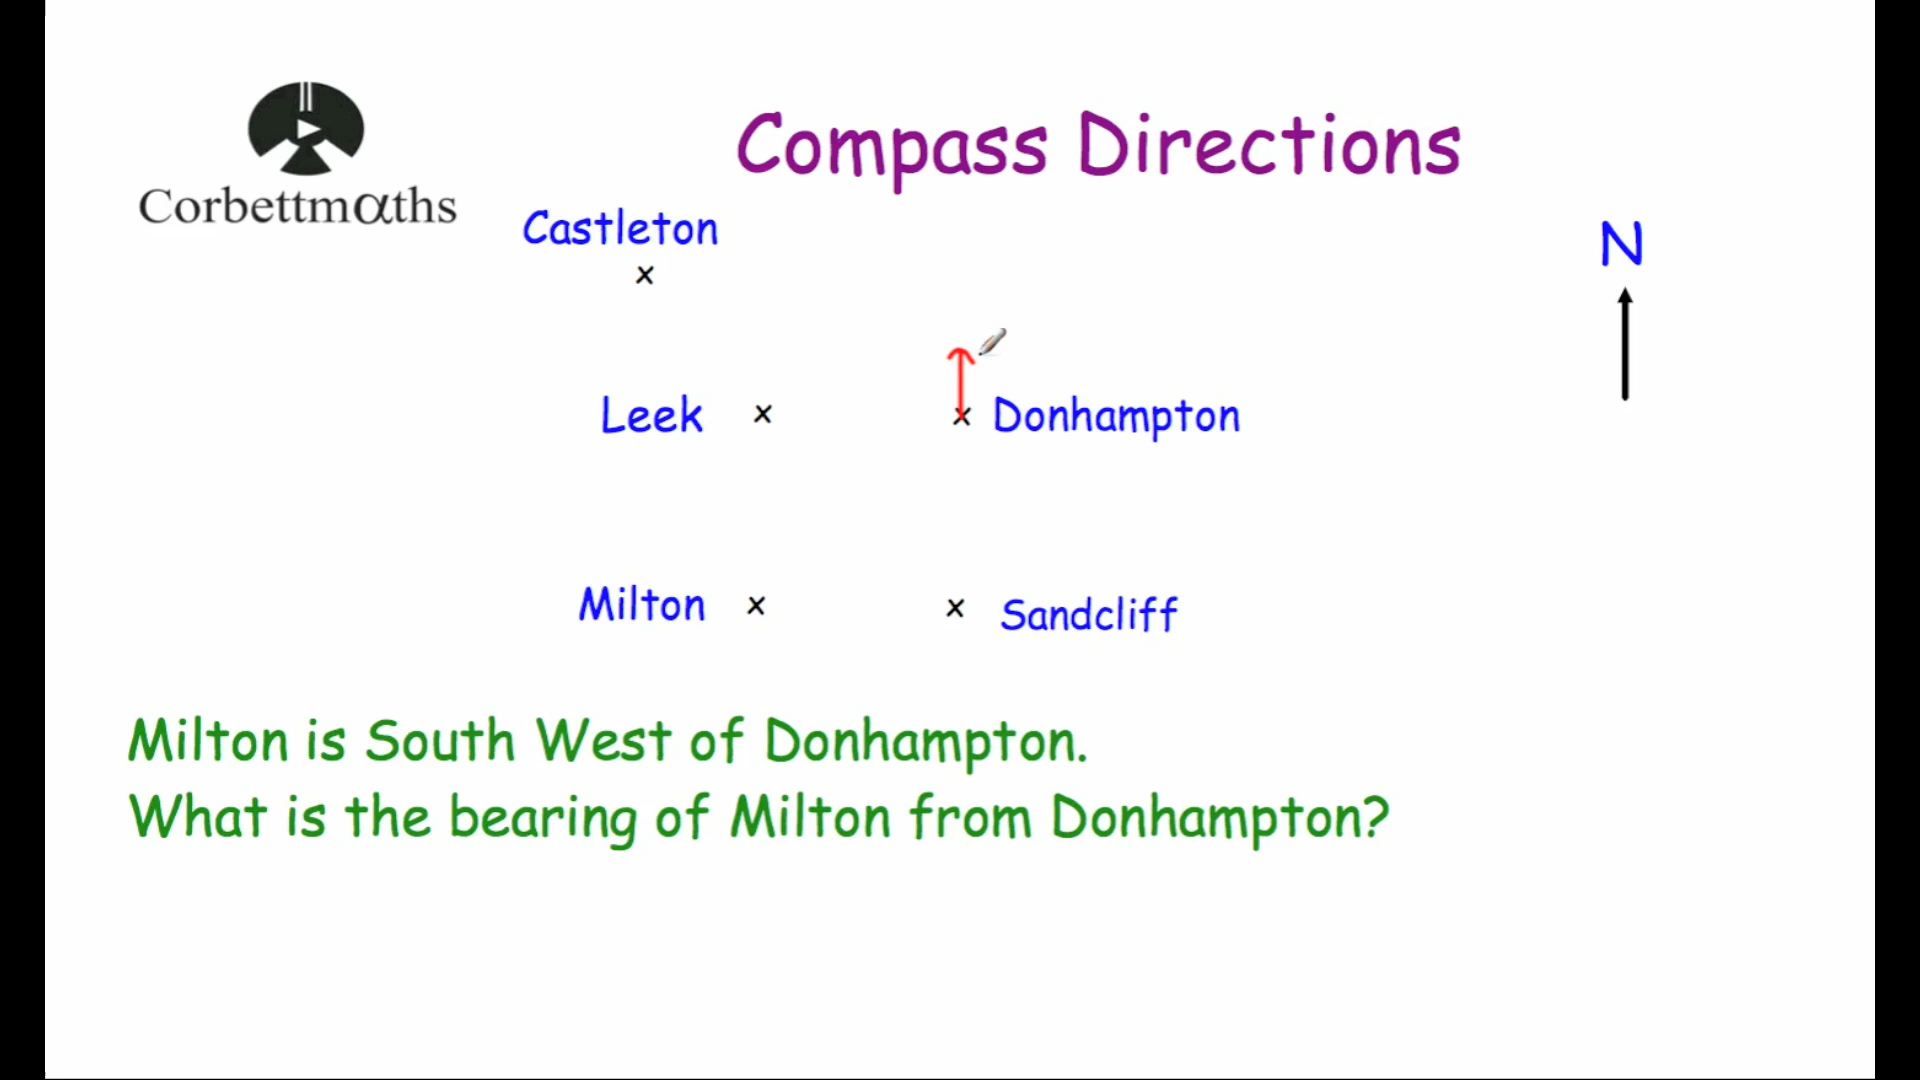 Corbettmαths
Compass Directions
Castleton
N
Leek
Donhampton
Milton
Sandcliff
Milton is South West of Donhampton.
What is the bearing of Milton from Donhampton?